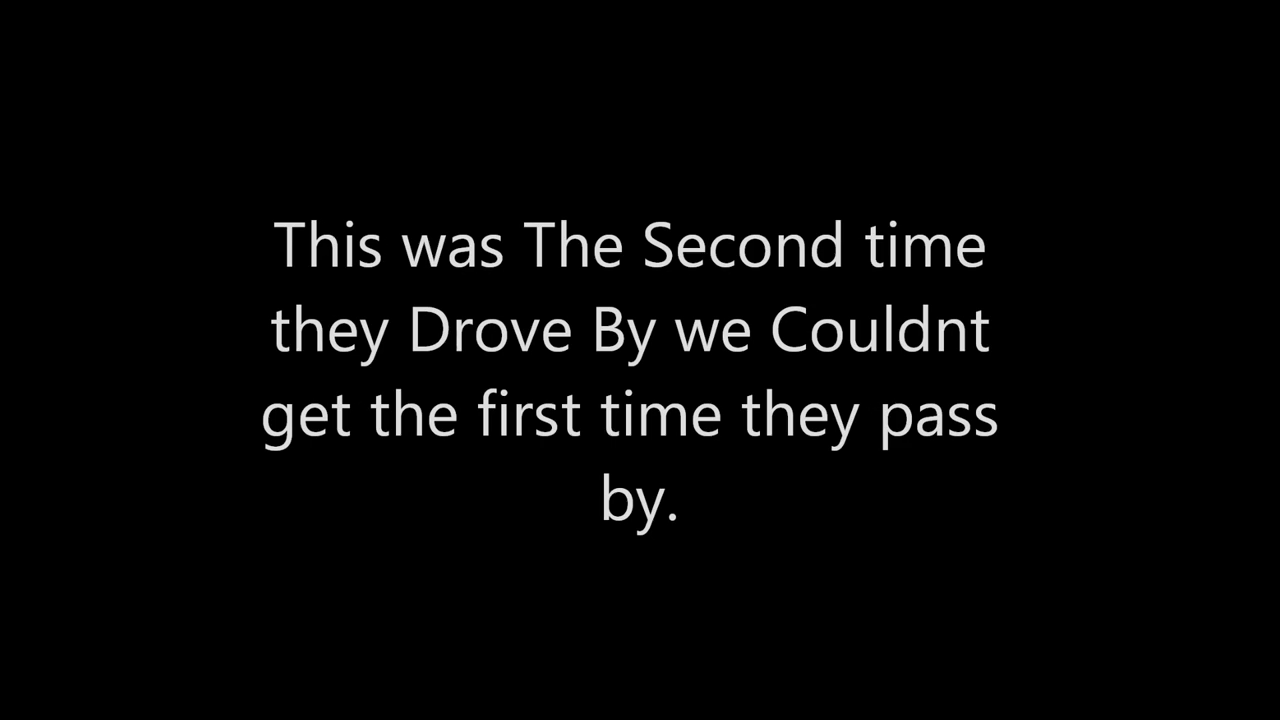 This was The Second time
they Drove By we Couldnt
get the first time they pass
by.